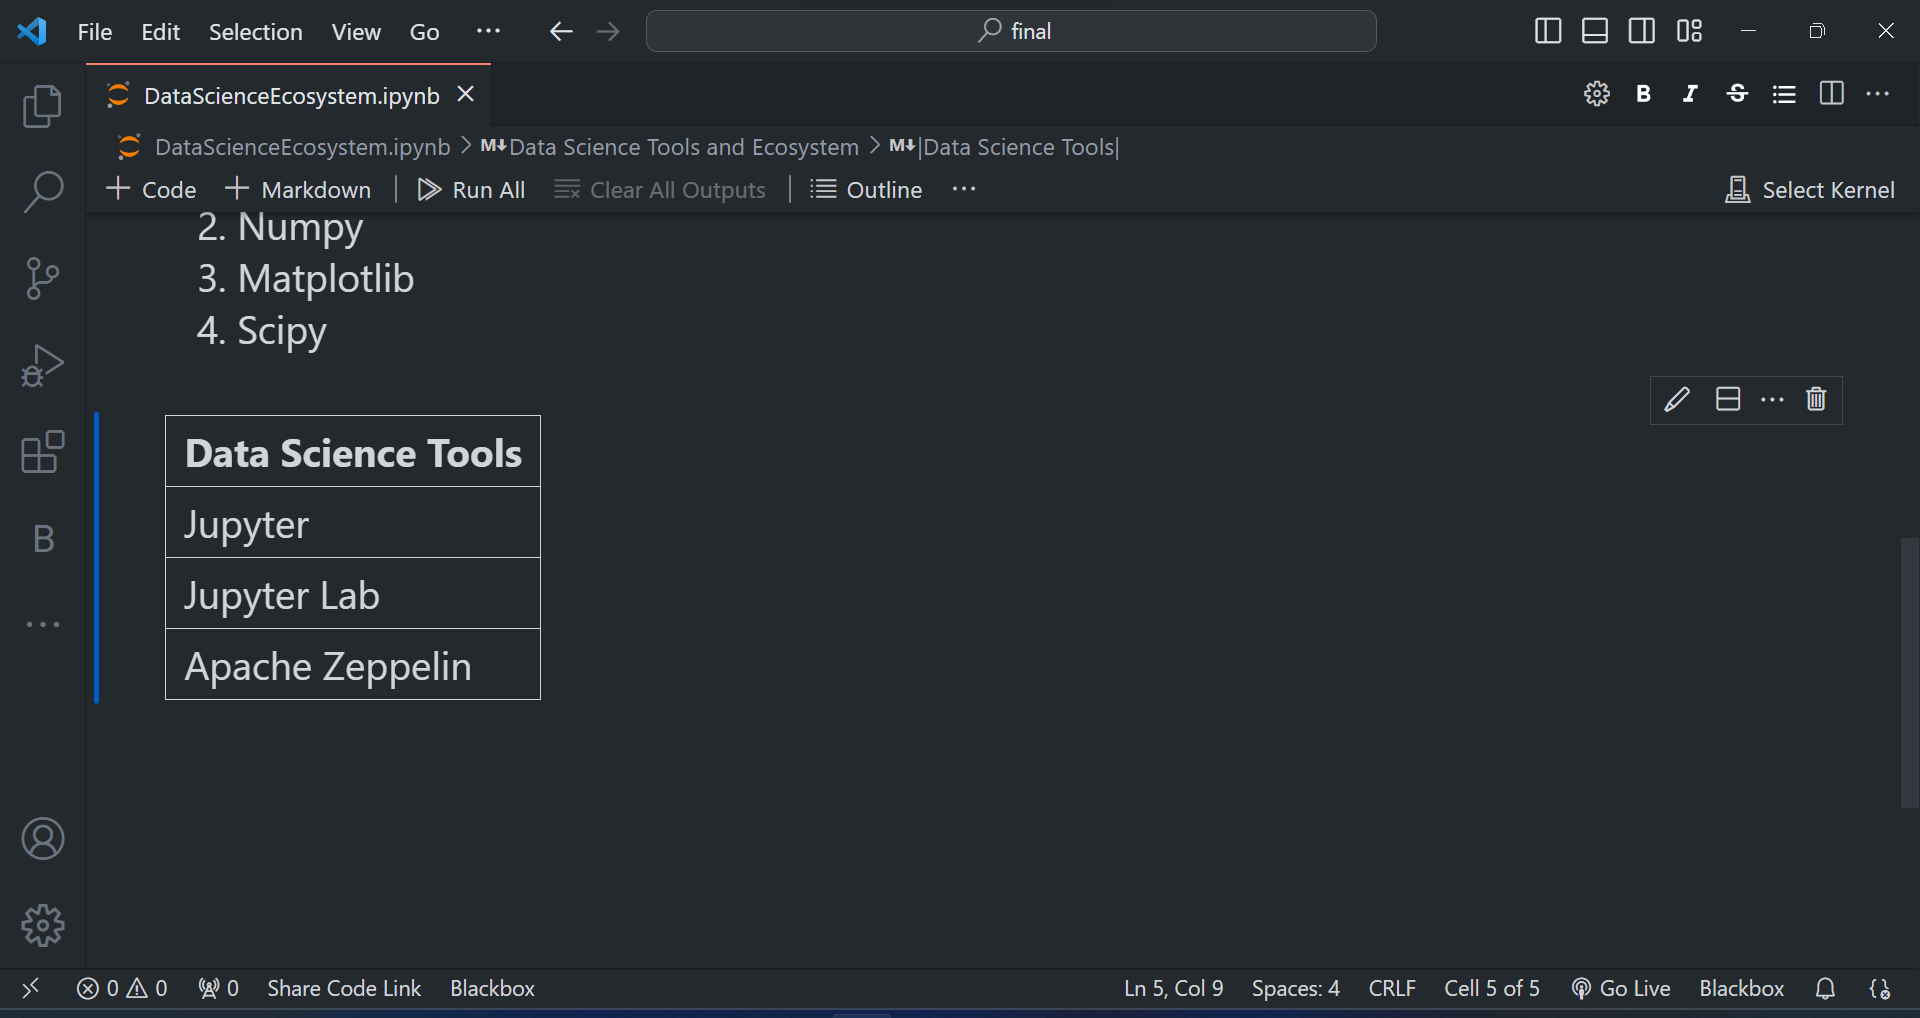 File Edit Selection View Go ··· final
DataScienceEcosystem.ipynb
B I S
DataScienceEcosystem.ipynb > M↓Data Science Tools and Ecosystem > M↓|Data Science Tools|
+ Code + Markdown | Run All Clear All Outputs | Outline ··· Select Kernel
2. Numpy
3. Matplotlib
4. Scipy
Data Science Tools
Jupyter
Jupyter Lab
Apache Zeppelin
B
0 0 0 Share Code Link Blackbox Ln 5, Col 9 Spaces: 4 CRLF Cell 5 of 5 Go Live Blackbox